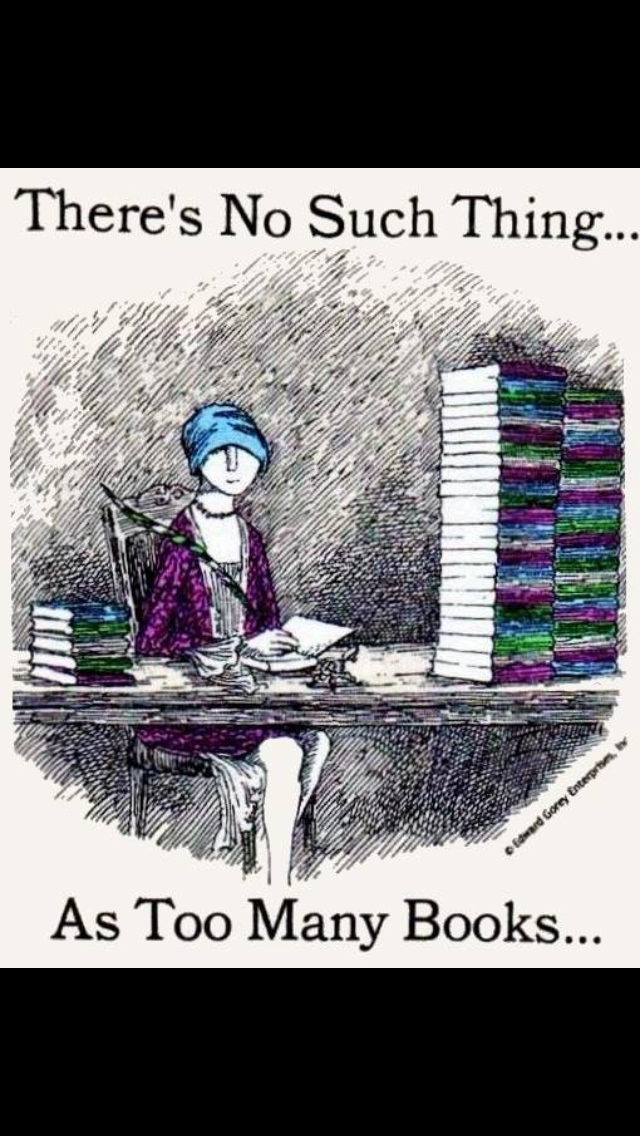 There's No Such Thing...
© Edward Gorey Enterprises, Inc
As Too Many Books...